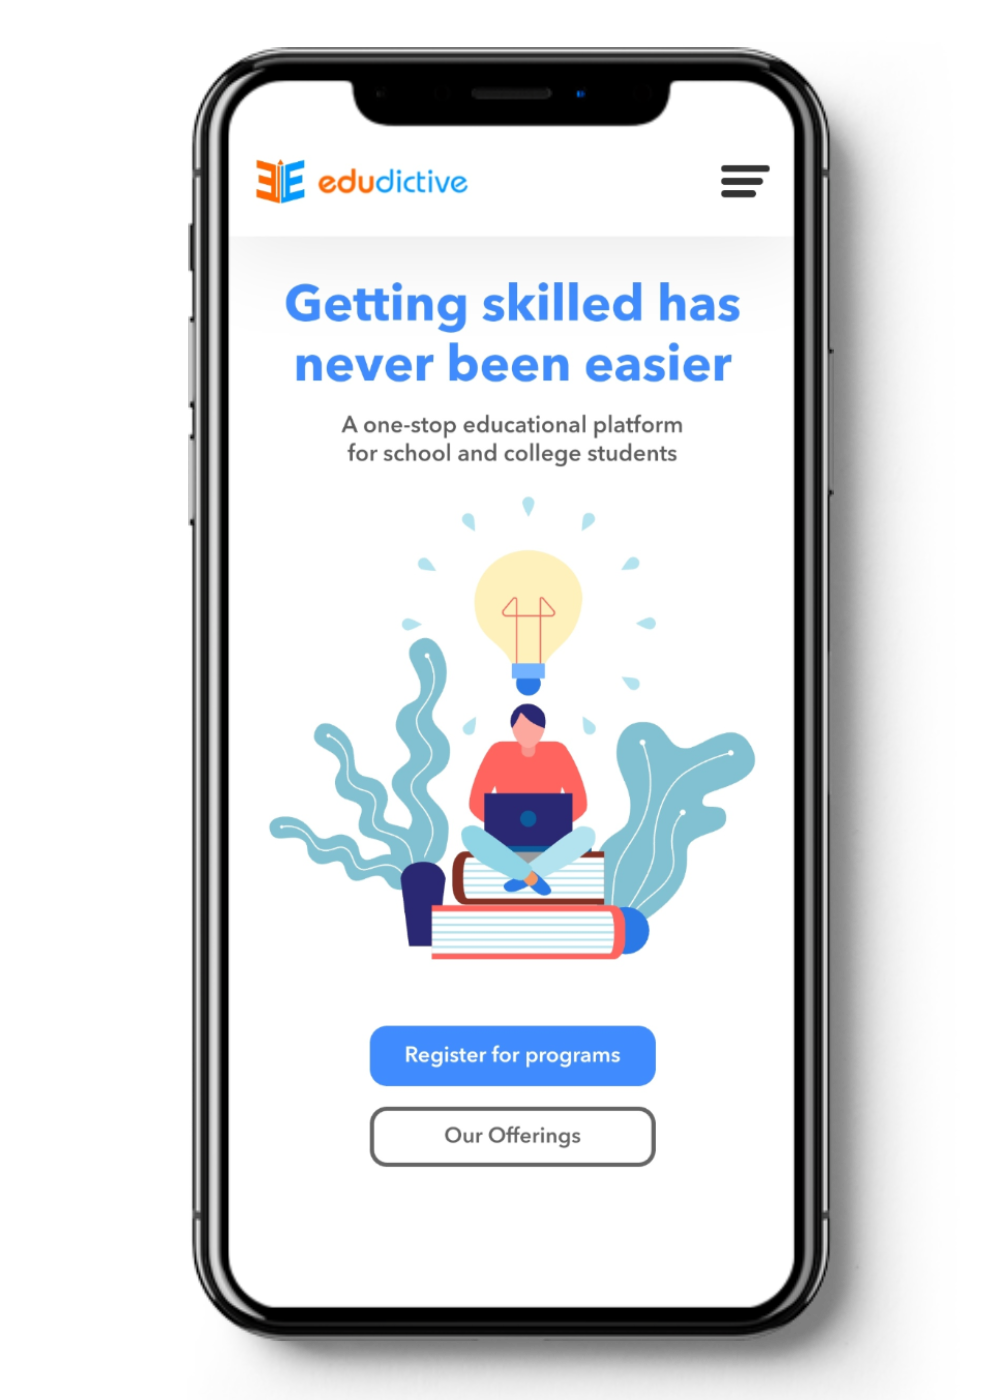 edudictive
Getting skilled has
never been easier
A one-stop educational platform
for school and college students
Register for programs
Our Offerings